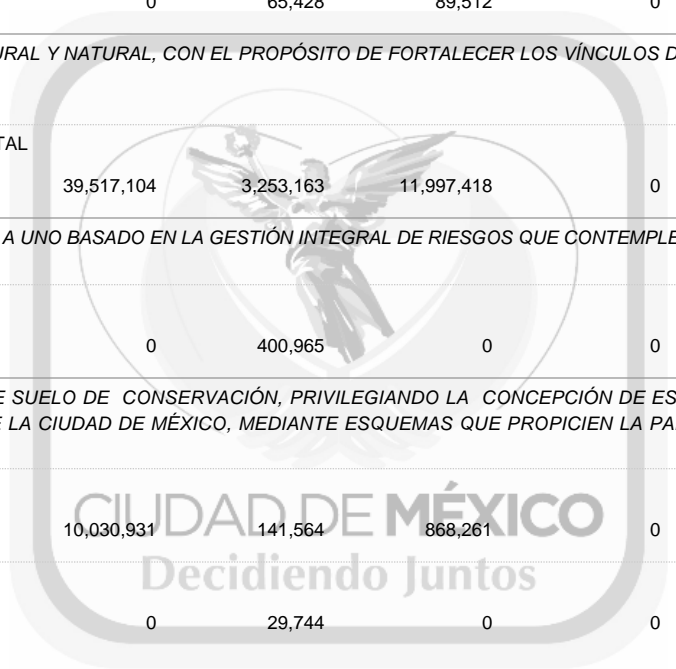 0 65,428 89,512 0
URAL Y NATURAL, CON EL PROPÓSITO DE FORTALECER LOS VÍNCULOS D
TAL
39,517,104 3,253,163 11,997,418 0
A UNO BASADO EN LA GESTIÓN INTEGRAL DE RIESGOS QUE CONTEMPLE
0 400,965 0 0
E SUELO DE CONSERVACIÓN, PRIVILEGIANDO LA CONCEPCIÓN DE ES
E LA CIUDAD DE MÉXICO, MEDIANTE ESQUEMAS QUE PROPICIEN LA PA
CIUDAD DE MÉXICO
10,030,931 141,564 868,261 0
Decidiendo Juntos
0 29,744 0 0